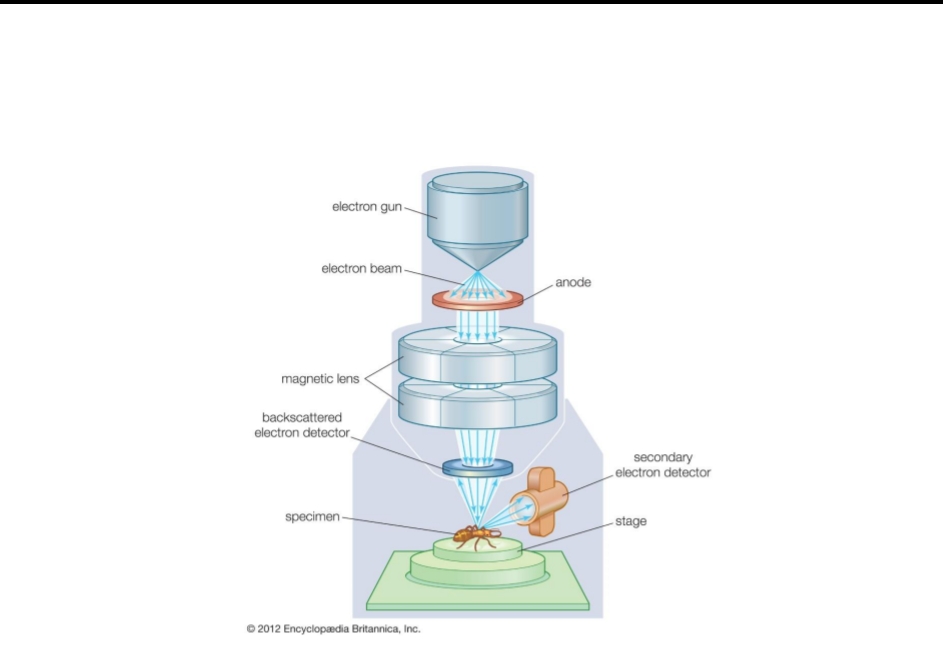 electron gun
electron beam
anode
magnetic lens
backscattered
electron detector
secondary
electron detector
specimen
stage
© 2012 Encyclopædia Britannica, Inc.